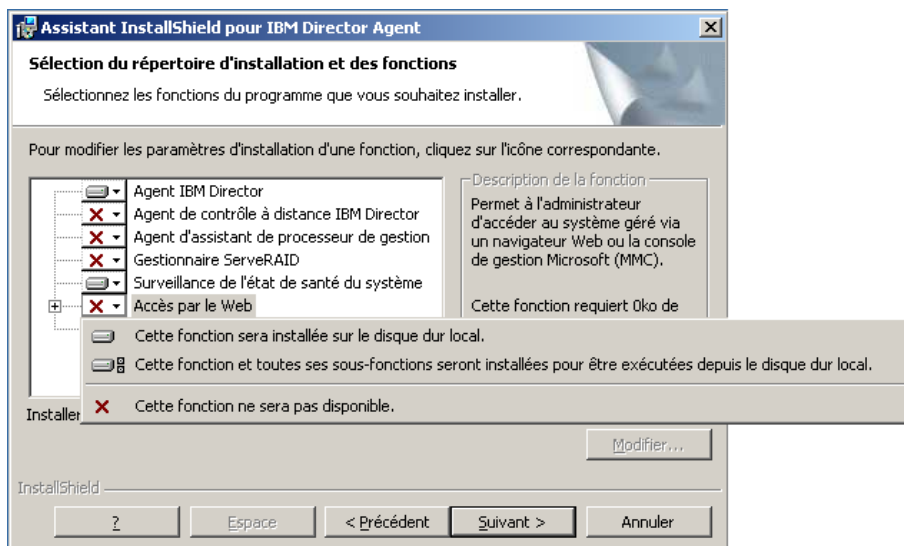 Assistant InstallShield pour IBM Director Agent
Sélection du répertoire d'installation et des fonctions
Sélectionnez les fonctions du programme que vous souhaitez installer.
Pour modifier les paramètres d'installation d'une fonction, cliquez sur l'icône correspondante.
Agent IBM Director
Agent de contrôle à distance IBM Director
Agent d'assistant de processeur de gestion
Gestionnaire ServeRAID
Surveillance de l'état de santé du système
Accès par le Web
Description de la fonction
Permet à l'administrateur
d'accéder au système géré via
un navigateur Web ou la console
de gestion Microsoft (MMC).
Cette fonction requiert 0ko de
Cette fonction sera installée sur le disque dur local.
Cette fonction et toutes ses sous-fonctions seront installées pour être exécutées depuis le disque dur local.
Cette fonction ne sera pas disponible.
Installer
Modifier...
InstallShield
?
Espace
< Précédent
Suivant >
Annuler